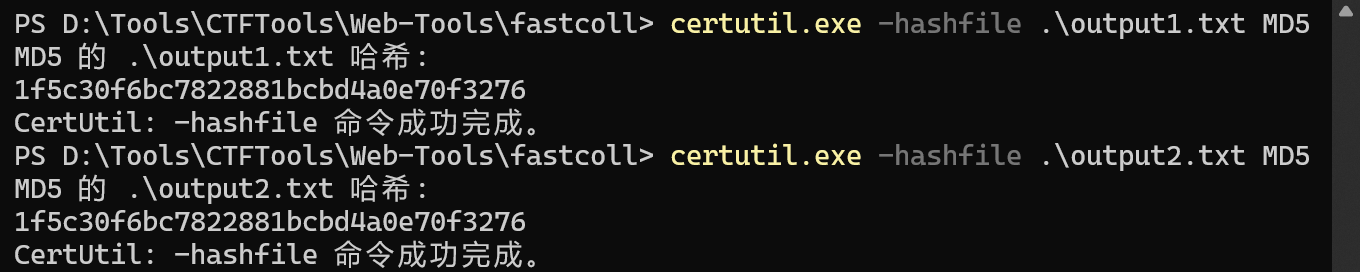 PS D:\Tools\CTFTools\Web-Tools\fastcoll> certutil.exe -hashfile .\output1.txt MD5
MD5 的 .\output1.txt 哈希:
1f5c30f6bc7822881bcbd4a0e70f3276
CertUtil: -hashfile 命令成功完成。
PS D:\Tools\CTFTools\Web-Tools\fastcoll> certutil.exe -hashfile .\output2.txt MD5
MD5 的 .\output2.txt 哈希:
1f5c30f6bc7822881bcbd4a0e70f3276
CertUtil: -hashfile 命令成功完成。